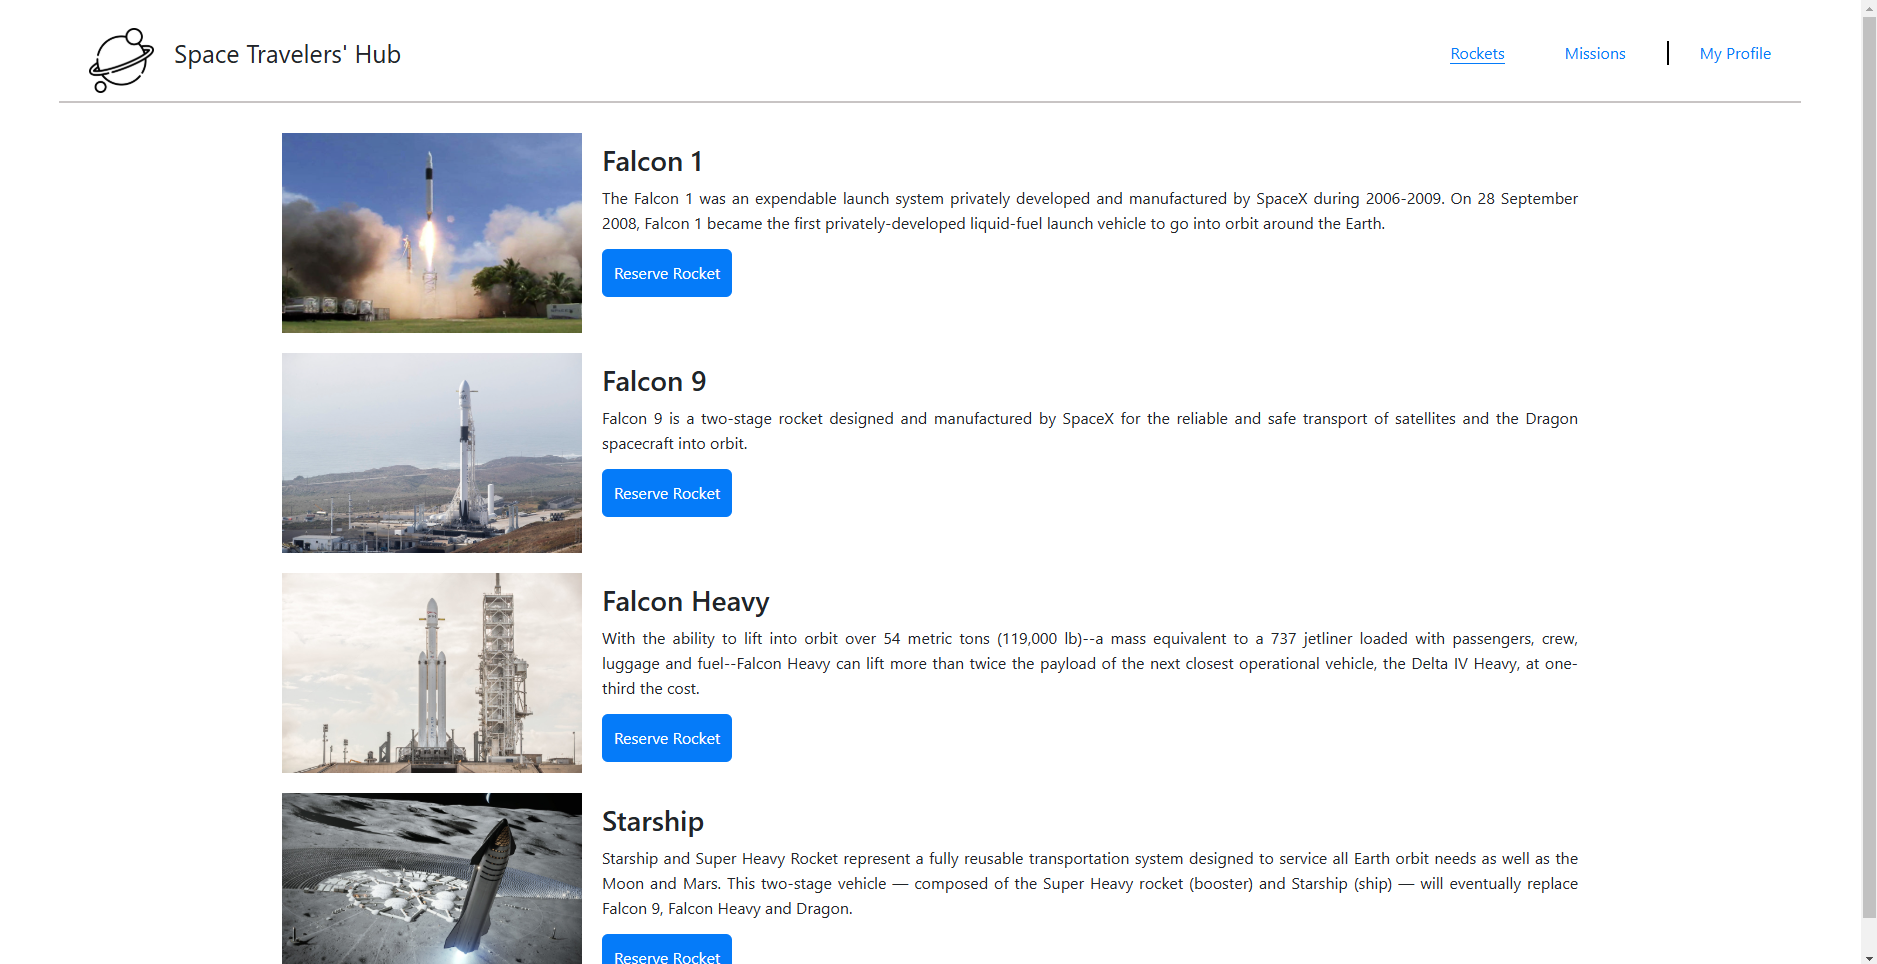 Space Travelers' Hub
Rockets
Missions
My Profile
Falcon 1
The Falcon 1 was an expendable launch system privately developed and manufactured by SpaceX during 2006-2009. On 28 September
2008, Falcon 1 became the first privately-developed liquid-fuel launch vehicle to go into orbit around the Earth.
Reserve Rocket
Falcon 9
Falcon 9 is a two-stage rocket designed and manufactured by SpaceX for the reliable and safe transport of satellites and the Dragon
spacecraft into orbit.
Reserve Rocket
Falcon Heavy
With the ability to lift into orbit over 54 metric tons (119,000 lb)--a mass equivalent to a 737 jetliner loaded with passengers, crew,
luggage and fuel--Falcon Heavy can lift more than twice the payload of the next closest operational vehicle, the Delta IV Heavy, at one-
third the cost.
Reserve Rocket
Starship
Starship and Super Heavy Rocket represent a fully reusable transportation system designed to service all Earth orbit needs as well as the
Moon and Mars. This two-stage vehicle — composed of the Super Heavy rocket (booster) and Starship (ship) — will eventually replace
Falcon 9, Falcon Heavy and Dragon.
Reserve Rocket